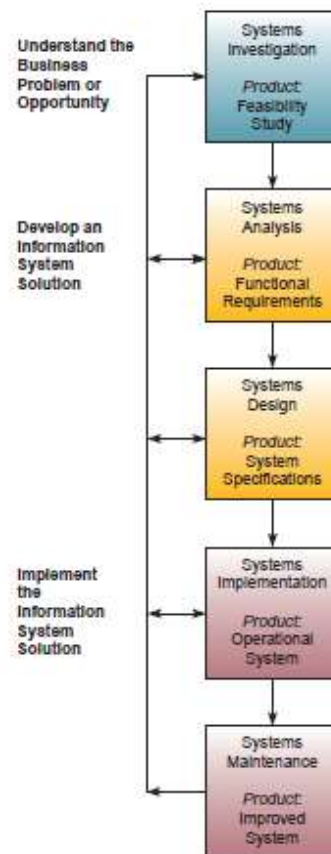 Understand the
Business
Problem or
Opportunity
Systems
Investigation
Product:
Feasibility
Study
Develop an
Information
System
Solution
Systems
Analysis
Product:
Functional
Requirements
Systems
Design
Product:
System
Specifications
Implement
the
Information
System
Solution
Systems
Implementation
Product:
Operational
System
Systems
Maintenance
Product:
Improved
System